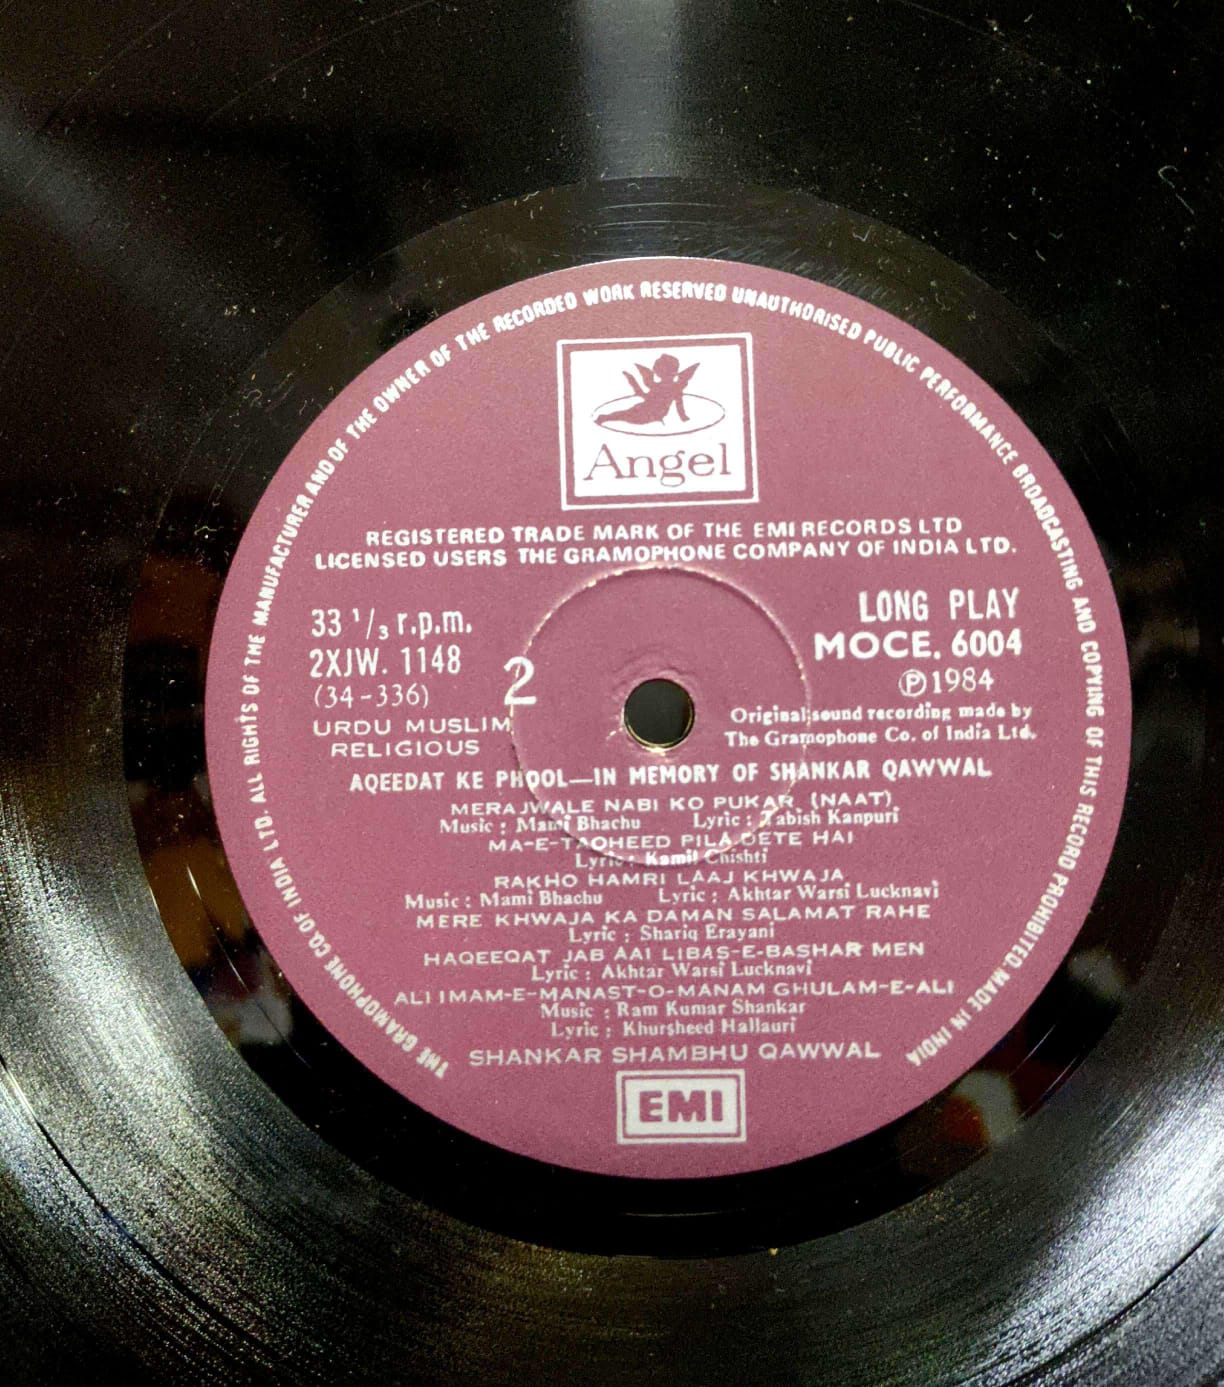 THE GRAMOPHONE CO. OF INDIA LTD. ALL RIGHTS OF THE MANUFACTURER AND OF THE OWNER OF THE RECORDED WORK RESERVED UNAUTHORISED PUBLIC PERFORMANCE BROADCASTING AND COPYING OF THIS RECORD PROHIBITED. MADE IN INDIA
Angel
REGISTERED TRADE MARK OF THE EMI RECORDS LTD
LICENSED USERS THE GRAMOPHONE COMPANY OF INDIA LTD.
33 1/3 r.p.m.
2XJW. 1148
(34-336)
URDU MUSLIM
RELIGIOUS
2
LONG PLAY
MOCE. 6004
Ⓟ1984
Original sound recording made by
The Gramophone Co. of India Ltd.
AQEEDAT KE PHOOL—IN MEMORY OF SHANKAR QAWWAL
MERAJWALE NABI KO PUKAR. (NAAT).
Music : Mami Bhachu Lyric : Tabish Kanpuri
MA-E-TAOHEED PILA DETE HAI
Lyric : Kamil Chishti
RAKHO HAMRI LAAJ KHWAJA.
Music : Mami Bhachu Lyric : Akhtar Warsi Lucknavi
MERE KHWAJA KA DAMAN SALAMAT RAHE
Lyric : Shariq Erayani
HAQEEQAT JAB AAI LIBAS-E-BASHAR MEN
Lyric : Akhtar Warsi Lucknavi
ALI IMAM-E-MANAST-O-MANAM GHULAM-E-ALI
Music : Ram Kumar Shankar
Lyric : Khursheed Hallauri
SHANKAR SHAMBHU QAWWAL
EMI